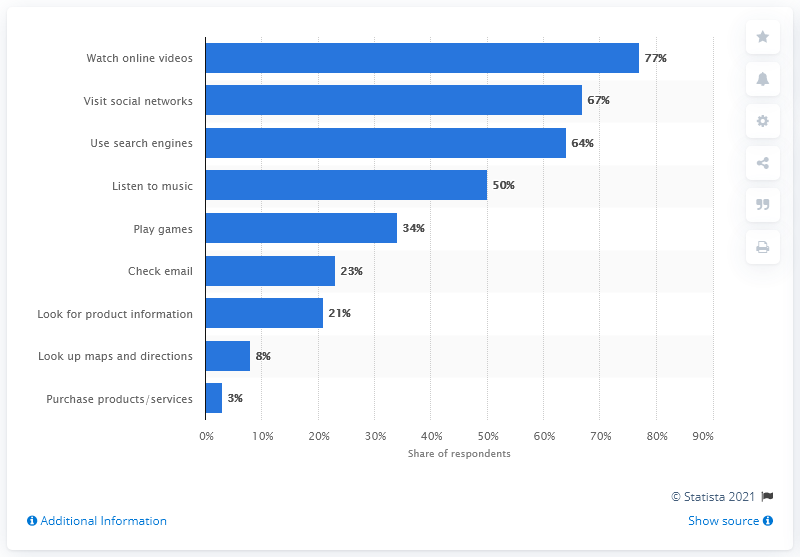 Watch online videos 77%
Visit social networks 67%
Use search engines 64%
Listen to music 50%
Play games 34%
Check email 23%
Look for product information 21%
Look up maps and directions 8%
Purchase products/services 3%
0% 10% 20% 30% 40% 50% 60% 70% 80% 90%
Share of respondents
© Statista 2021
Additional Information Show source